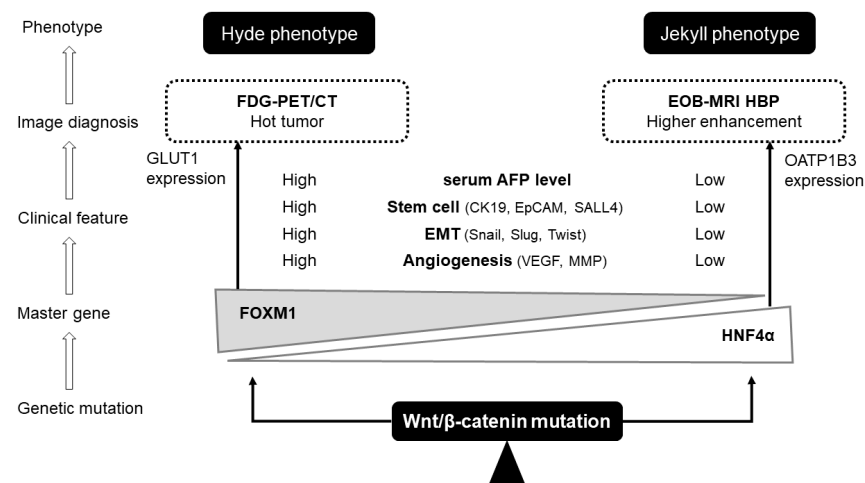 Phenotype
Hyde phenotype
Jekyll phenotype
FDG-PET/CT
Hot tumor
EOB-MRI HBP
Higher enhancement
Image diagnosis
GLUT1
expression
OATP1B3
expression
High serum AFP level Low
High Stem cell (CK19, EpCAM, SALL4) Low
Clinical feature
High EMT (Snail, Slug, Twist) Low
High Angiogenesis (VEGF, MMP) Low
Master gene
FOXM1
HNF4α
Genetic mutation
Wnt/β-catenin mutation